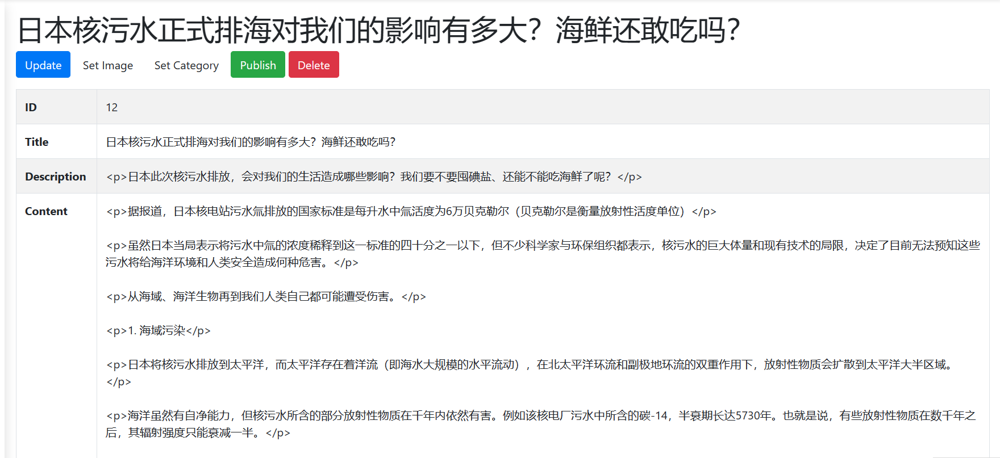 日本核污水正式排海对我们的影响有多大？海鲜还敢吃吗？
Update Set Image Set Category Publish Delete
ID 12
Title 日本核污水正式排海对我们的影响有多大？海鲜还敢吃吗？
Description <p>日本此次核污水排放，会对我们的生活造成哪些影响？我们要不要囤碘盐、还能不能吃海鲜了呢？</p>
Content <p>据报道，日本核电站污水氚排放的国家标准是每升水中氚活度为6万贝克勒尔（贝克勒尔是衡量放射性活度单位）</p>
<p>虽然日本当局表示将污水中氚的浓度稀释到这一标准的四十分之一以下，但不少科学家与环保组织都表示，核污水的巨大体量和现有技术的局限，决定了目前无法预知这些
污水将给海洋环境和人类安全造成何种危害。</p>
<p>从海域、海洋生物再到我们人类自己都可能遭受伤害。</p>
<p>1. 海域污染</p>
<p>日本将核污水排放到太平洋，而太平洋存在着洋流（即海水大规模的水平流动），在北太平洋环流和副极地环流的双重作用下，放射性物质会扩散到太平洋大半区域。
</p>
<p>海洋虽然有自净能力，但核污水所含的部分放射性物质在千年内依然有害。例如该核电厂污水中所含的碳-14，半衰期长达5730年。也就是说，有些放射性物质在数千年之
后，其辐射强度只能衰减一半。</p>